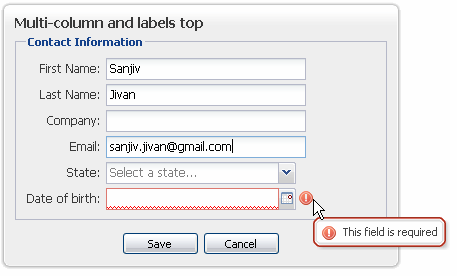 Multi-column and labels top
Contact Information
First Name: Sanjiv
Last Name: Jivan
Company:
Email: sanjiv.jivan@gmail.com
State: Select a state...
Date of birth:
This field is required
Save Cancel